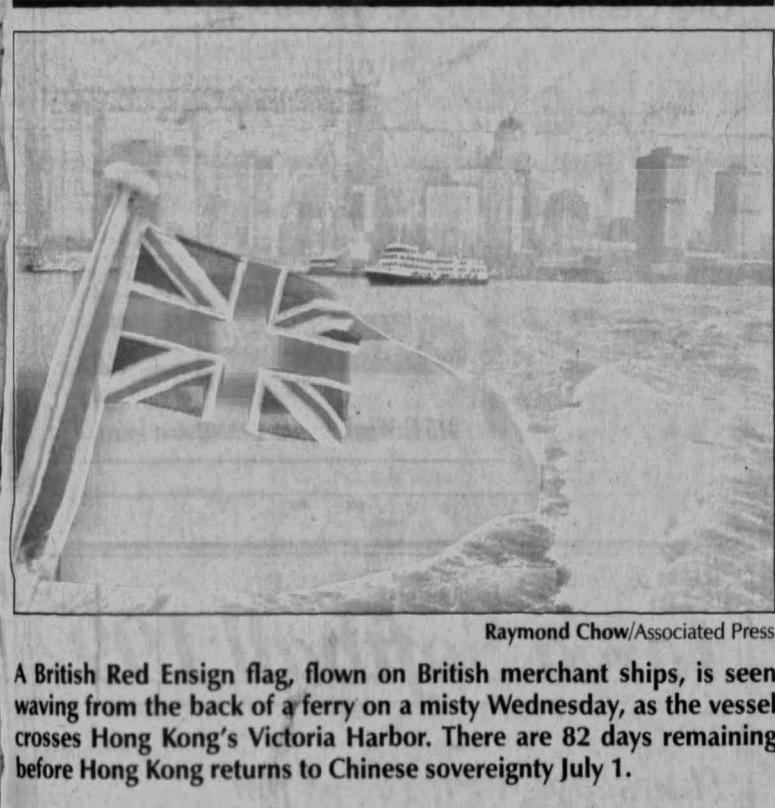 Raymond Chow/Associated Press
A British Red Ensign flag, flown on British merchant ships, is seen
waving from the back of a ferry on a misty Wednesday, as the vessel
crosses Hong Kong's Victoria Harbor. There are 82 days remaining
before Hong Kong returns to Chinese sovereignty July 1.